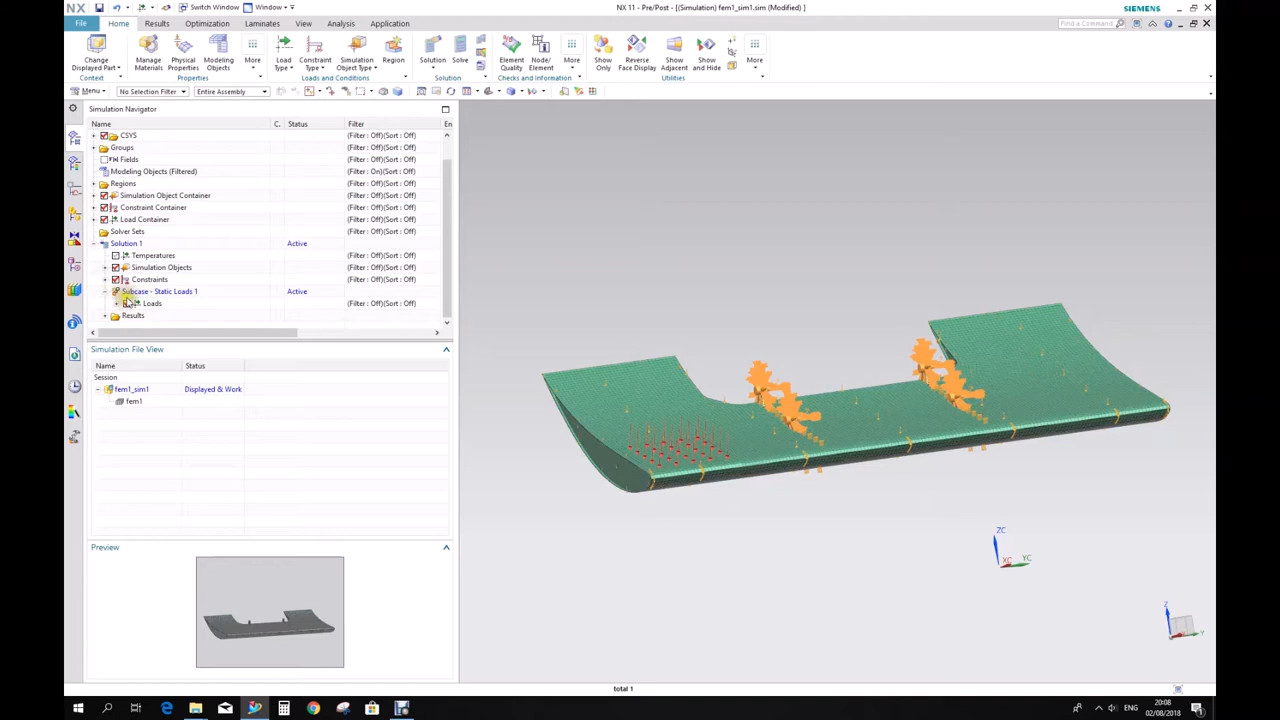 NX
Switch Window
Window
NX 11 - Pre/Post - [(Simulation) fem1_sim1.sim (Modified) ]
SIEMENS
File Home Results Optimization Laminates View Analysis Application
Find a Command
Change Displayed Part
Manage Materials
Physical Properties
Modeling Objects
More
Load Type
Constraint Type
Simulation Object Type
Region
Solution
Solve
Element Quality
Node/Element
More
Show Only
Reverse Face Display
Show Adjacent
Show and Hide
More
Context Properties Loads and Conditions Solution Checks and Information Utilities
Menu No Selection Filter Entire Assembly
Simulation Navigator
Name C. Status Filter En
CSYS (Filter : Off)(Sort : Off)
Groups (Filter : Off)(Sort : Off)
Fields (Filter : Off)(Sort : Off)
Modeling Objects (Filtered) (Filter : On)(Sort : Off)
Regions (Filter : Off)(Sort : Off)
Simulation Object Container (Filter : Off)(Sort : Off)
Constraint Container (Filter : Off)(Sort : Off)
Load Container (Filter : Off)(Sort : Off)
Solver Sets
Solution 1 Active
Temperatures (Filter : Off)(Sort : Off)
Simulation Objects (Filter : Off)(Sort : Off)
Constraints (Filter : Off)(Sort : Off)
Subcase - Static Loads 1 Active
Loads (Filter : Off)(Sort : Off)
Results
Simulation File View
Name Status
Session
fem1_sim1 Displayed & Work
fem1
Preview
ZC
XC
YC
Z
Y
total 1
ENG
20:08
02/08/2018